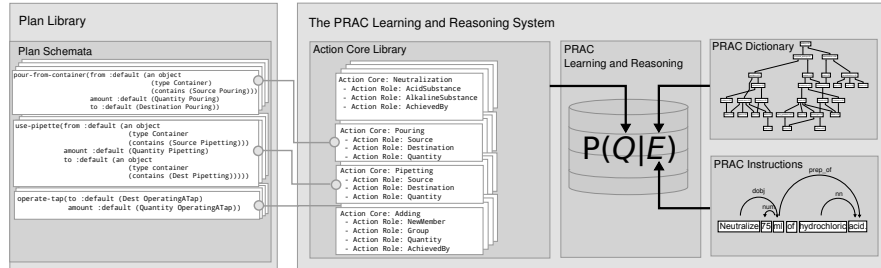 Plan Library
Plan Schemata
pour-from-container(from :default (an object
(type Container)
(contains (Source Pouring)))
amount :default (Quantity Pouring)
to :default (Destination Pouring))
use-pipette(from :default (an object
(type Container
(contains (Source Pipetting)))
amount :default (Quantity Pipetting)
to :default (an object
(type container
(contains (Dest Pipetting)))))
operate-tap(to :default (Dest OperatingATap)
amount :default (Quantity OperatingATap))
The PRAC Learning and Reasoning System
Action Core Library
Action Core: Neutralization
- Action Role: AcidSubstance
- Action Role: AlkalineSubstance
- Action Role: AchievedBy
Action Core: Pouring
- Action Role: Source
- Action Role: Destination
- Action Role: Quantity
Action Core: Pipetting
- Action Role: Source
- Action Role: Destination
- Action Role: Quantity
Action Core: Adding
- Action Role: NewMember
- Action Role: Group
- Action Role: Quantity
- Action Role: AchievedBy
PRAC
Learning and Reasoning
P(Q|E)
PRAC Dictionary
PRAC Instructions
prep_of
dobj
nn
num
Neutralize 75 ml of hydrochloric acid.